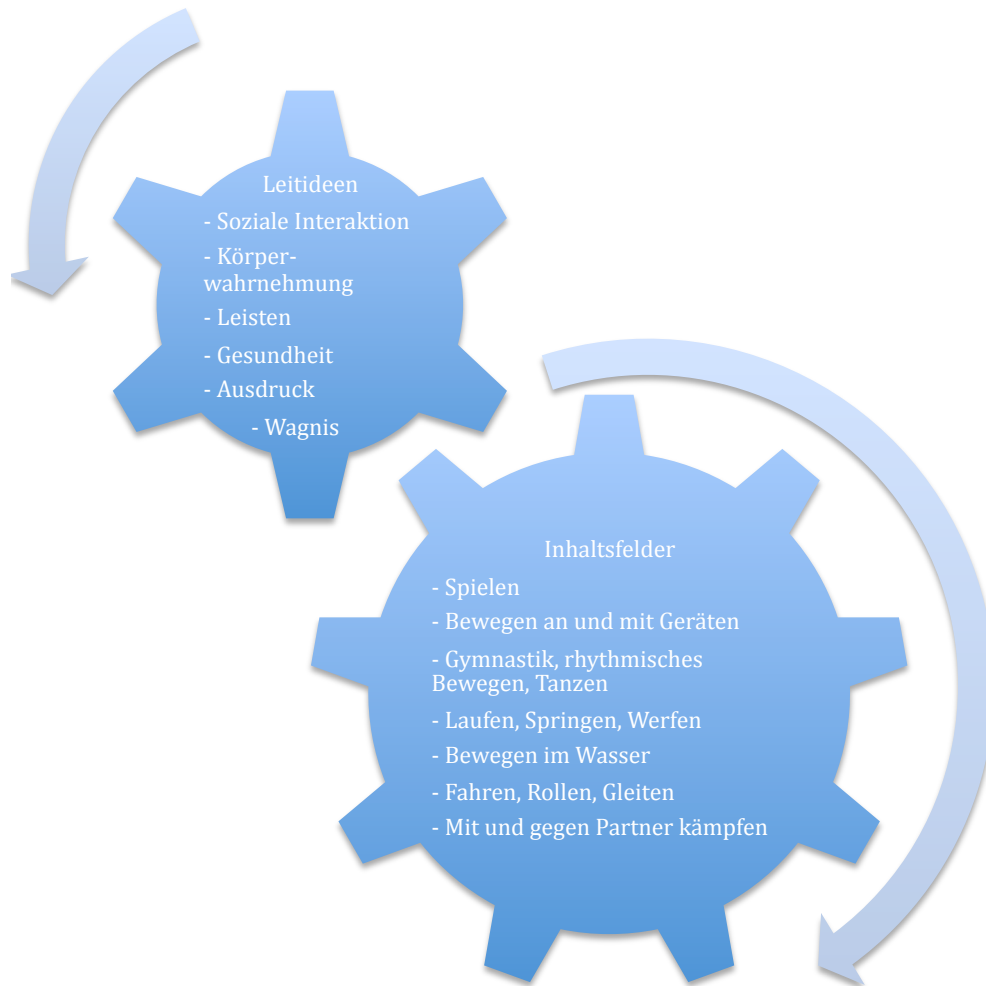 Leitideen
- Soziale Interaktion
- Körper-
wahrnehmung
- Leisten
- Gesundheit
- Ausdruck
- Wagnis
Inhaltsfelder
- Spielen
- Bewegen an und mit Geräten
- Gymnastik, rhythmisches
Bewegen, Tanzen
- Laufen, Springen, Werfen
- Bewegen im Wasser
- Fahren, Rollen, Gleiten
- Mit und gegen Partner kämpfen